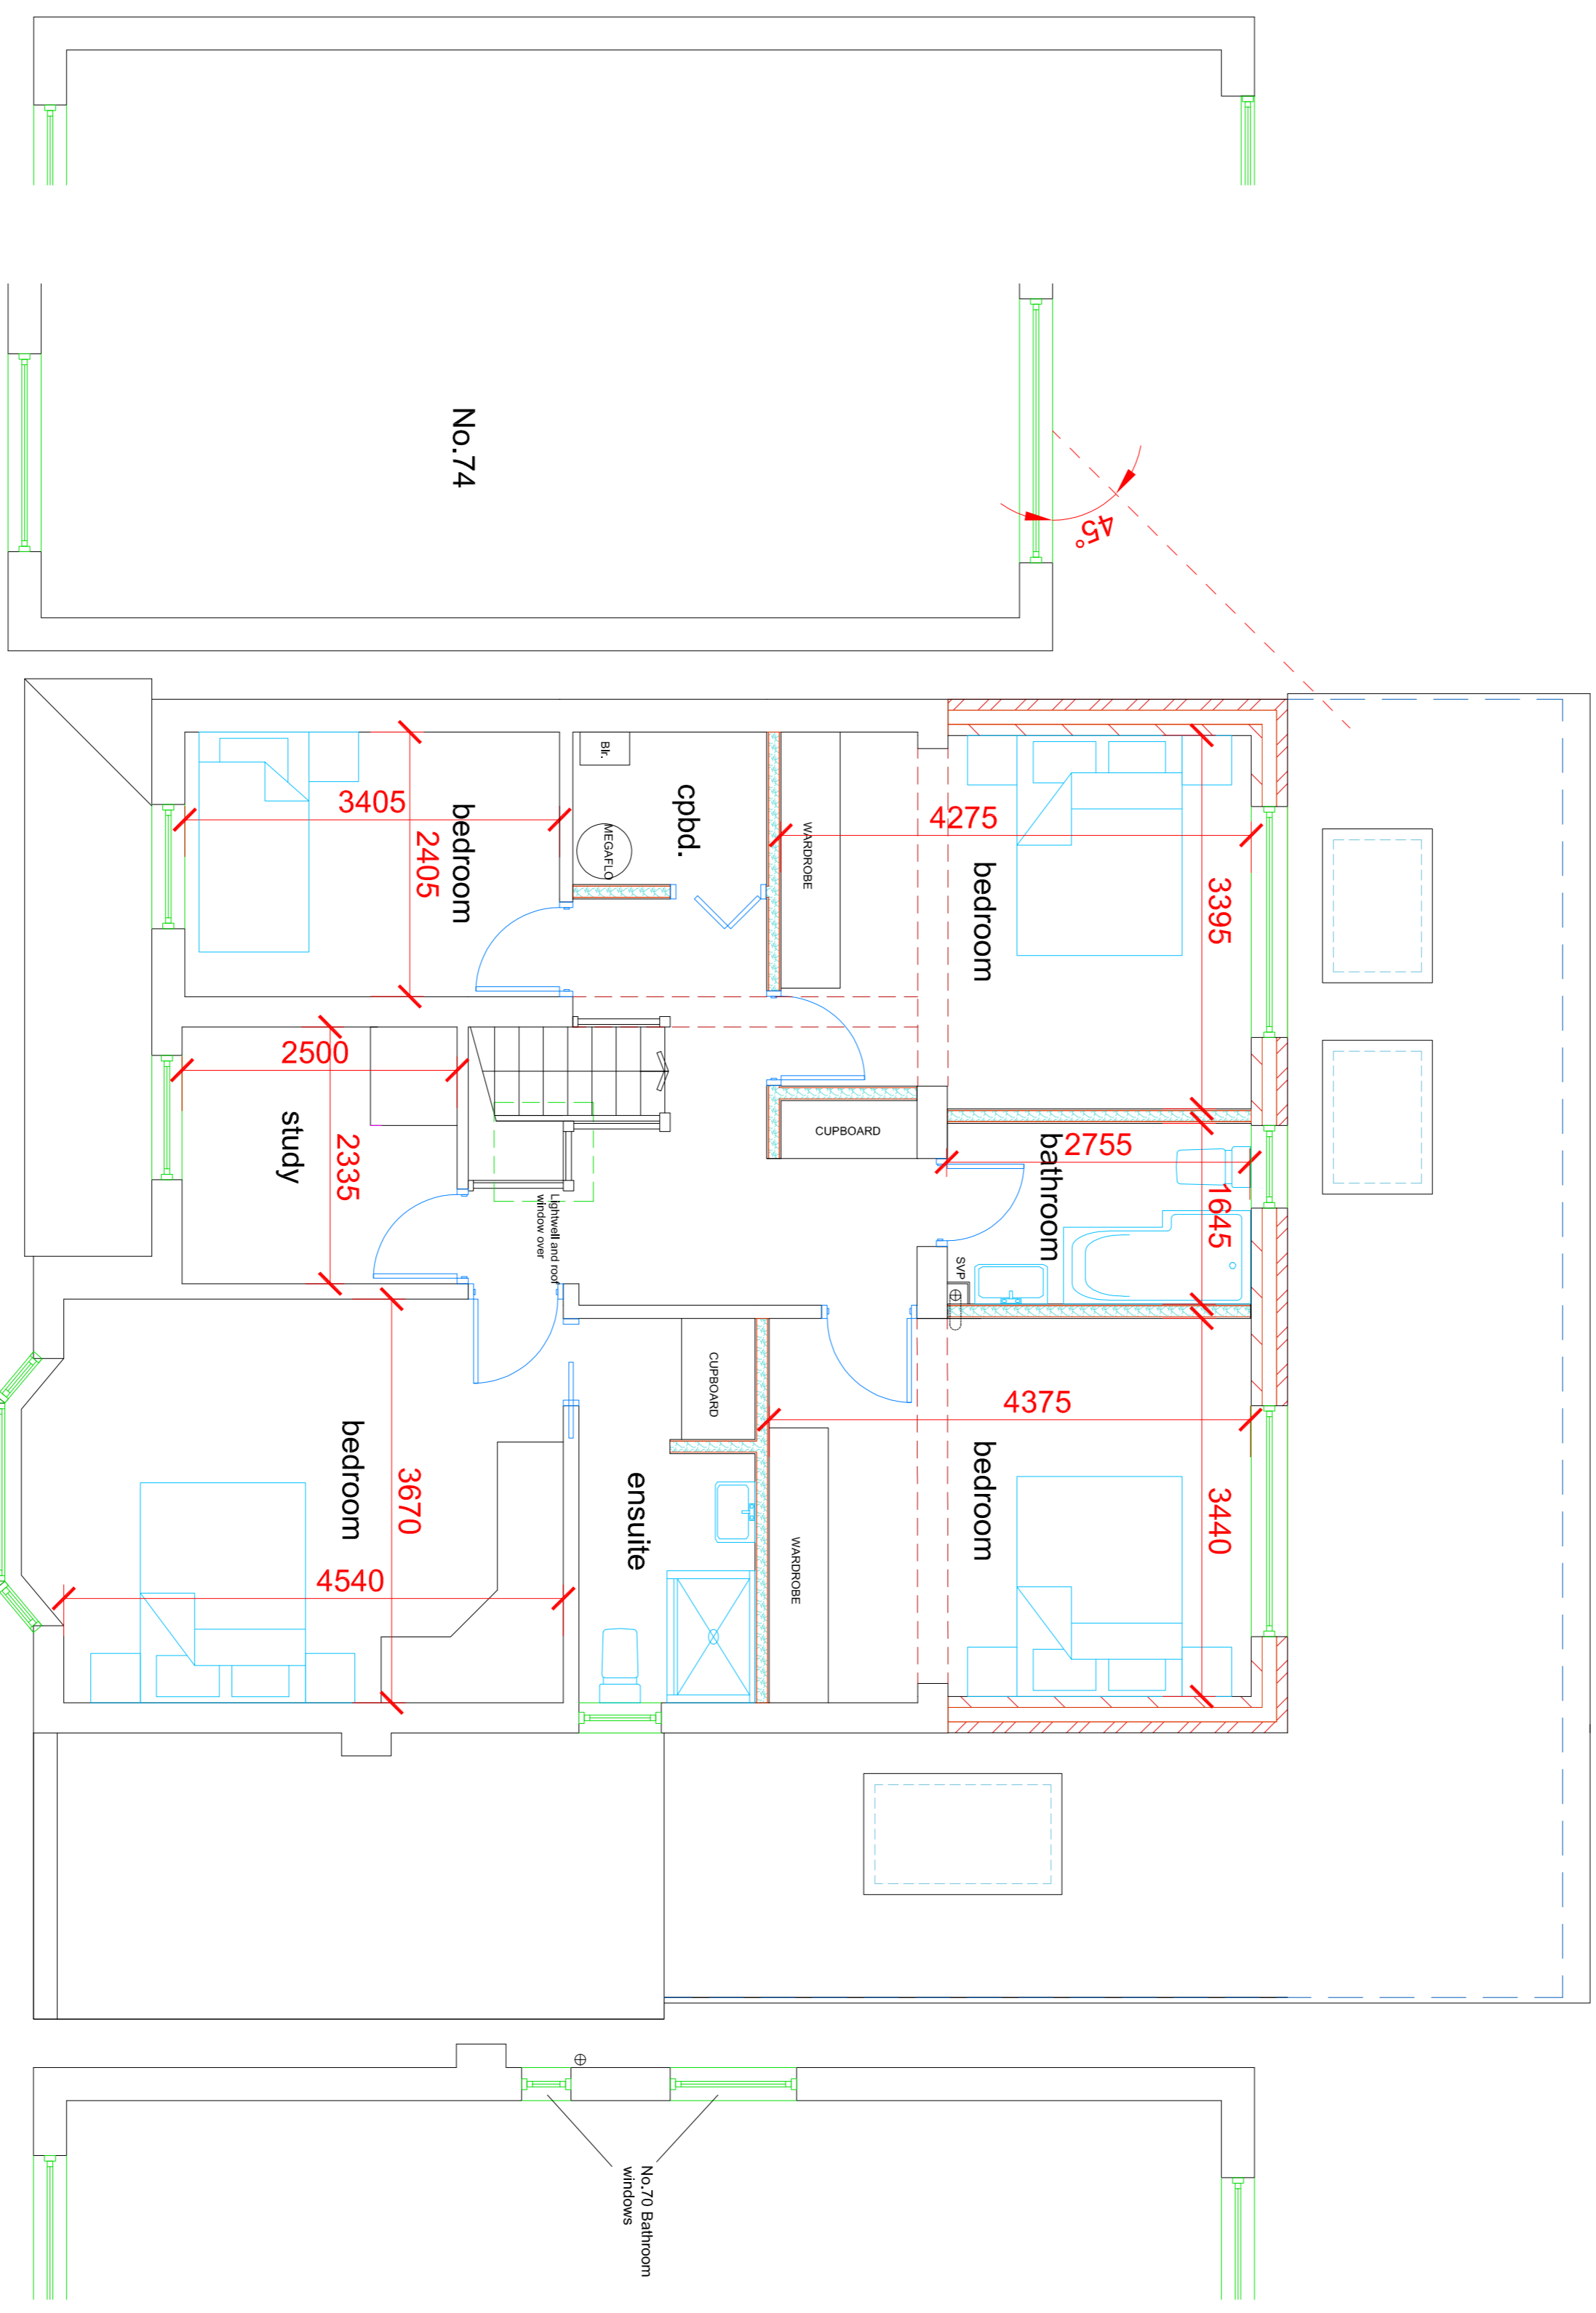 No.74
45°
3405
2405
bedroom
Blr.
MEGAFLO
cpbd.
WARDROBE
4275
3395
bedroom
2500
2335
study
CUPBOARD
2755
1645
bathroom
SVP
Lightwell and roof
window over
CUPBOARD
4375
3440
bedroom
WARDROBE
ensuite
bedroom
3670
4540
No.70 Bathroom
windows